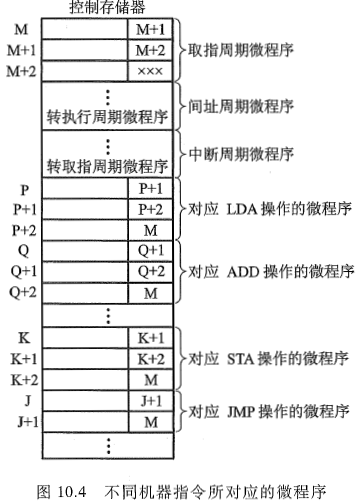 控制存储器
M M+1
M+1 M+2 取指周期微程序
M+2 ×××
⋮ 间址周期微程序
转执行周期微程序
⋮ 中断周期微程序
转取指周期微程序
P P+1
P+1 P+2 对应 LDA 操作的微程序
P+2 M
Q Q+1
Q+1 Q+2 对应 ADD 操作的微程序
Q+2 M
⋮
K K+1
K+1 K+2 对应 STA 操作的微程序
K+2 M
J J+1 对应 JMP 操作的微程序
J+1 M
⋮
图 10.4 不同机器指令所对应的微程序